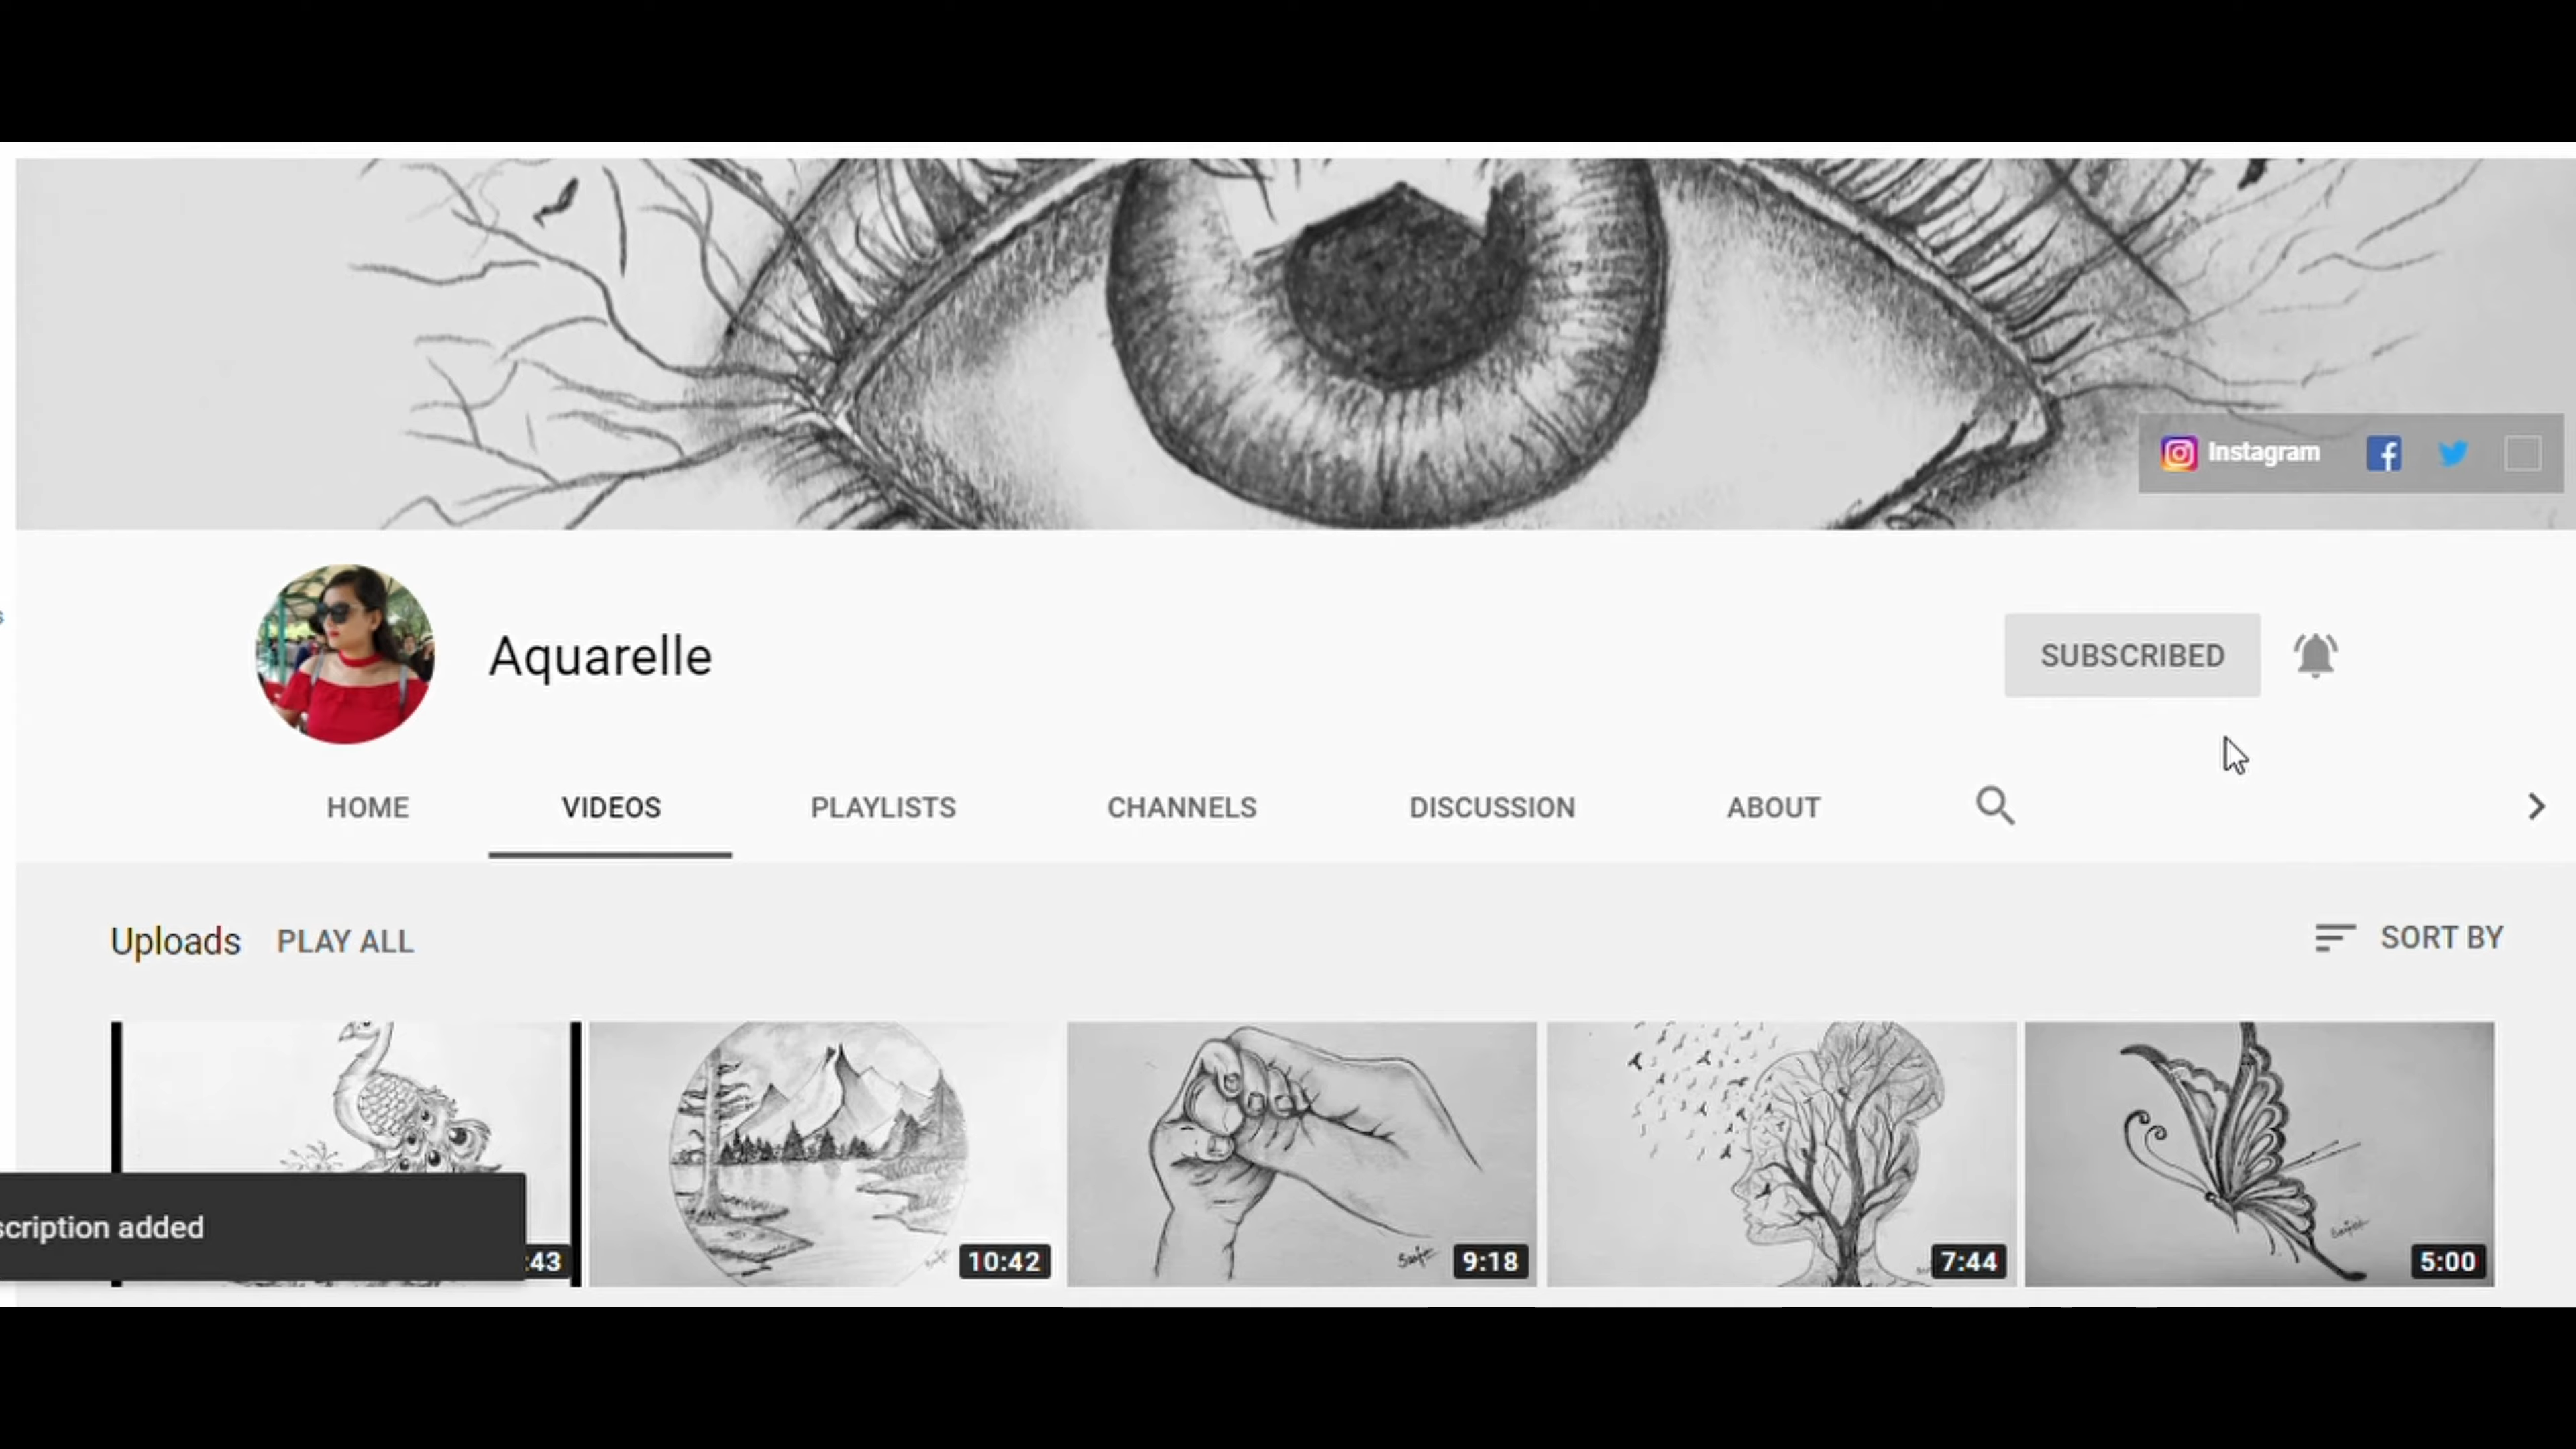 Instagram
Aquarelle
SUBSCRIBED
HOME VIDEOS PLAYLISTS CHANNELS DISCUSSION ABOUT
Uploads PLAY ALL SORT BY
scription added
:43 10:42 9:18 7:44 5:00